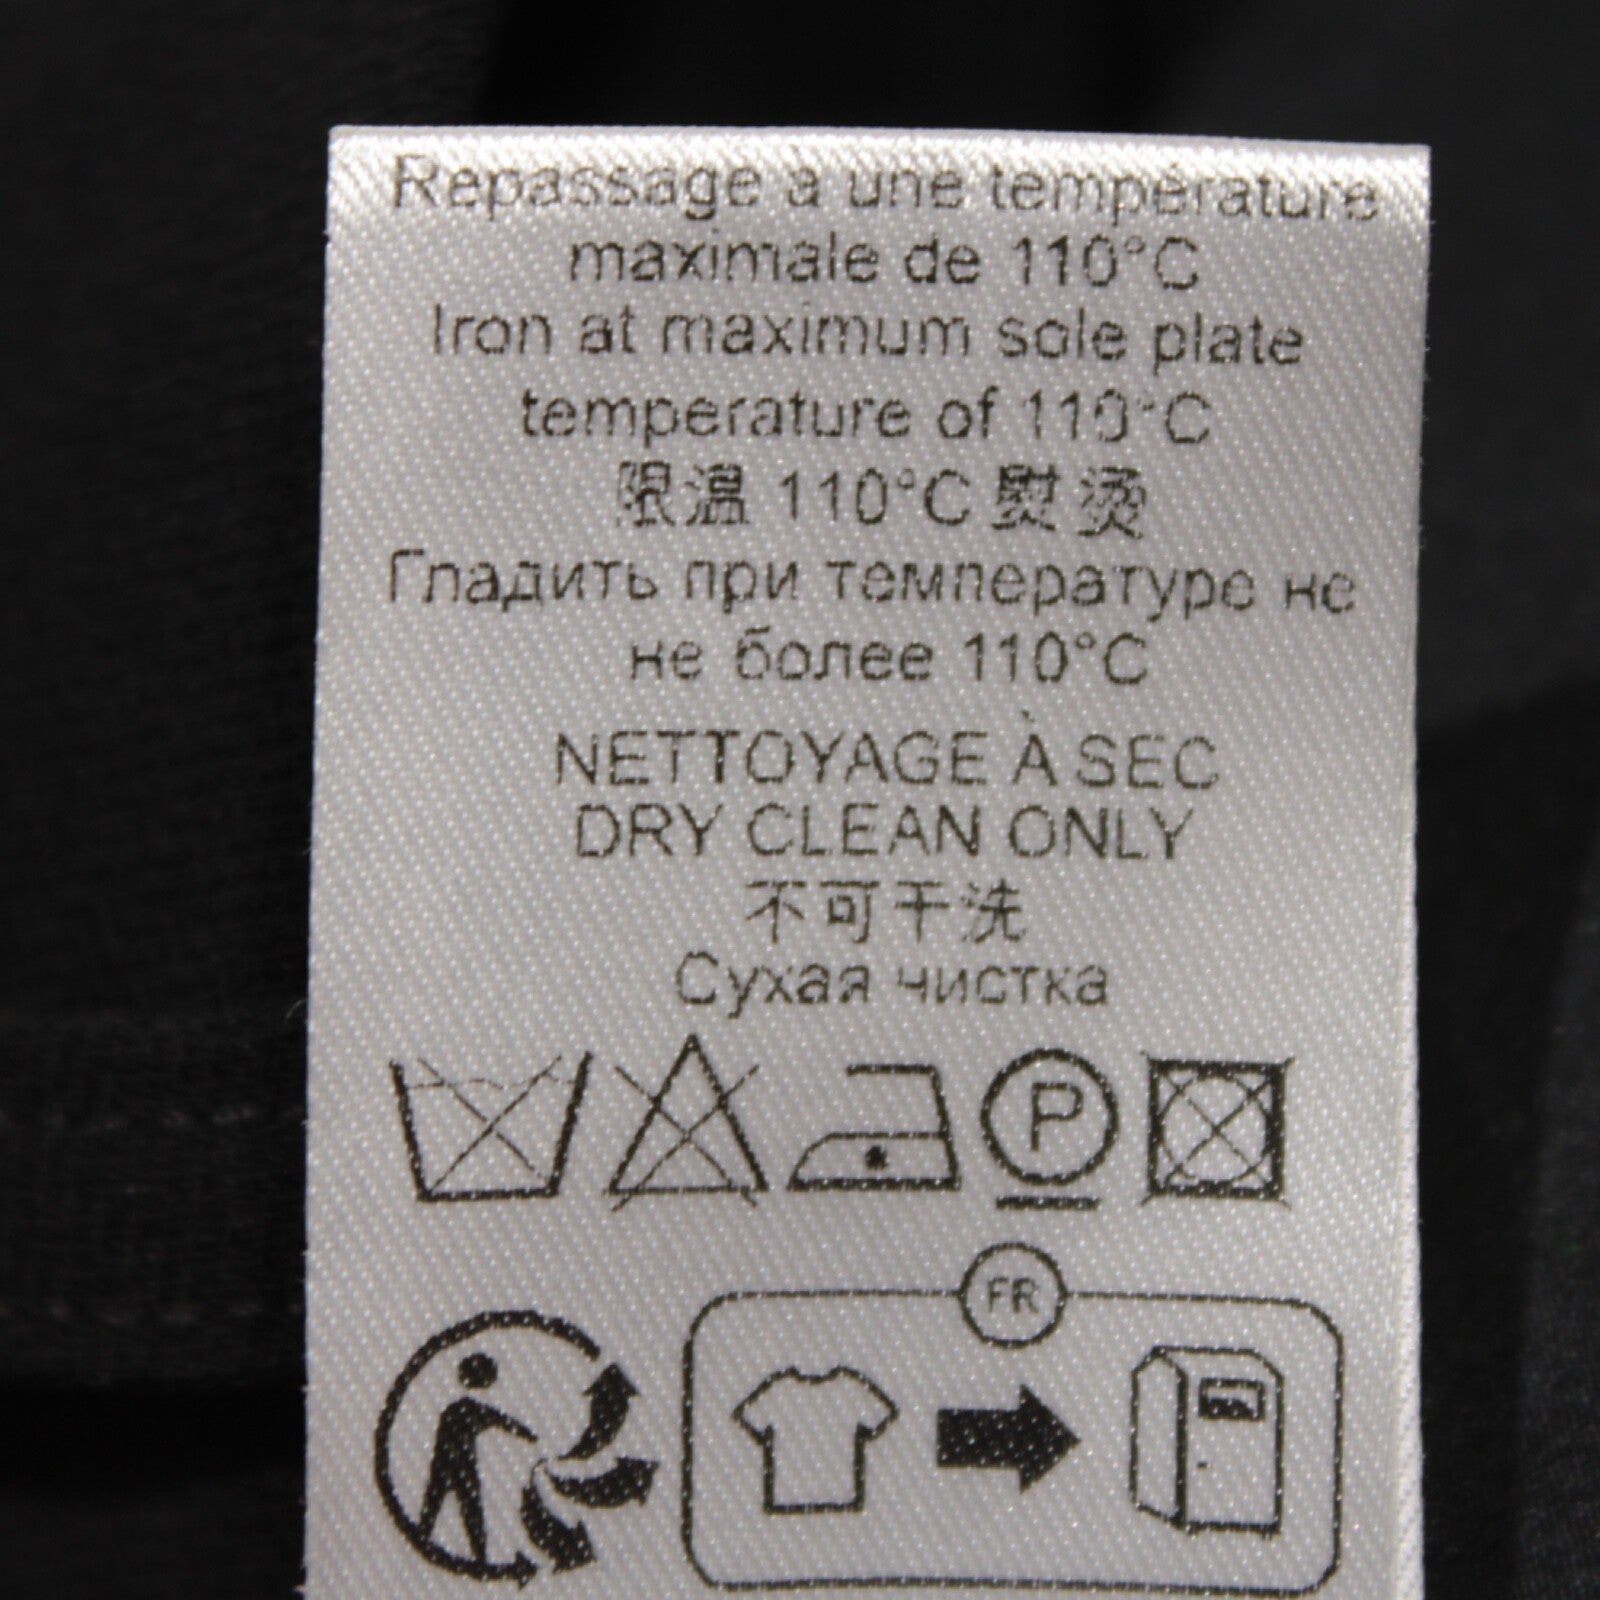 Repassage à une température
maximale de 110°C
Iron at maximum sole plate
temperature of 110°C
限温 110°C 熨烫
Гладить при температуре не
не более 110°C
NETTOYAGE À SEC
DRY CLEAN ONLY
不可干洗
Сухая чистка
P
FR